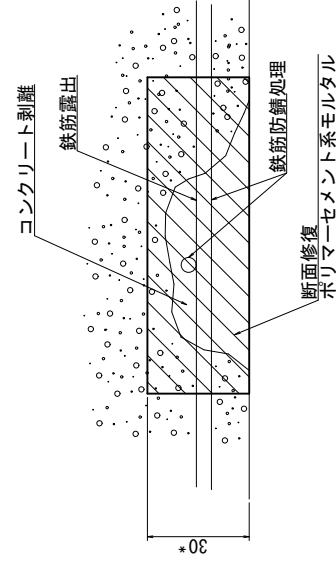 コンクリート剥離
鉄筋露出
鉄筋防錆処理
断面修復
ポリマーセメント系モルタル
30*